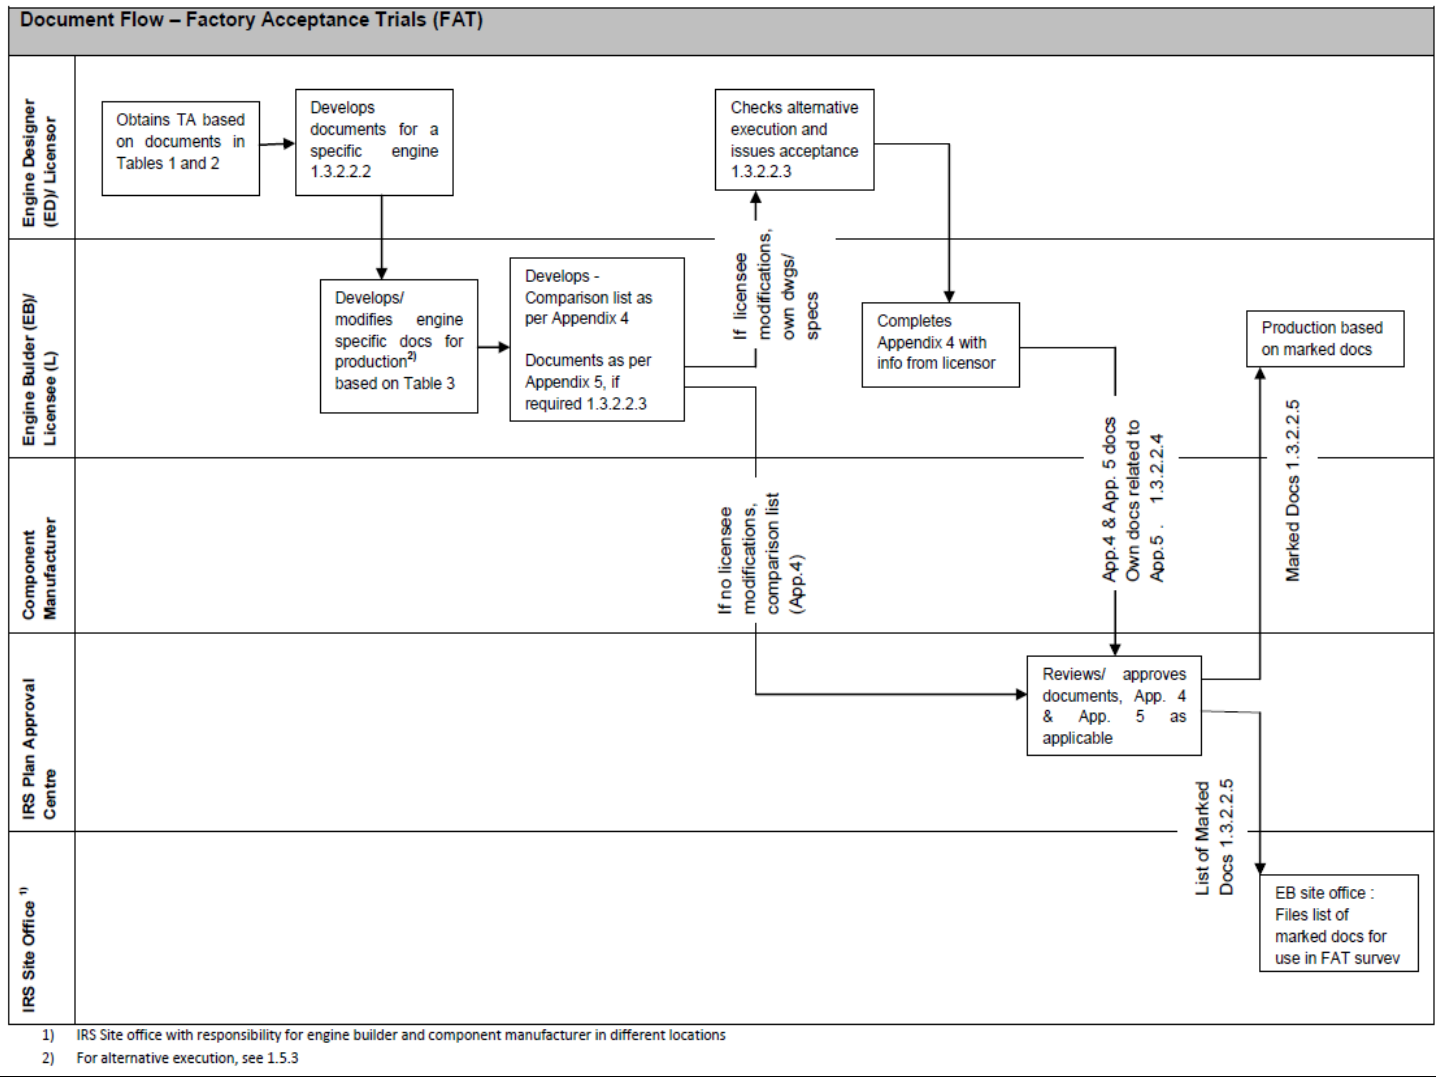 Document Flow – Factory Acceptance Trials (FAT)
Engine Designer
(ED)/ Licensor
Obtains TA based
on documents in
Tables 1 and 2
Develops
documents for a
specific engine
1.3.2.2.2
Checks alternative
execution and
issues acceptance
1.3.2.2.3
Engine Builder (EB)/
Licensee (L)
Develops/
modifies engine
specific docs for
production2)
based on Table 3
Develops -
Comparison list as
per Appendix 4
Documents as per
Appendix 5, if
required 1.3.2.2.3
If licensee
modifications,
own dwgs/
specs
Completes
Appendix 4 with
info from licensor
Production based
on marked docs
Component
Manufacturer
If no licensee
modifications,
comparison list
(App.4)
App.4 & App. 5 docs
Own docs related to
App.5 . 1.3.2.2.4
Marked Docs 1.3.2.2.5
IRS Plan Approval
Centre
Reviews/ approves
documents, App. 4
& App. 5 as
applicable
List of Marked
Docs 1.3.2.2.5
IRS Site Office 1)
EB site office :
Files list of
marked docs for
use in FAT survey
1) IRS Site office with responsibility for engine builder and component manufacturer in different locations
2) For alternative execution, see 1.5.3